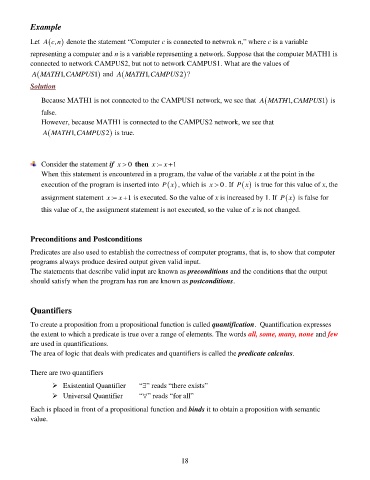 Example
Let A(c,n) denote the statement “Computer c is connected to netwrok n,” where c is a variable
representing a computer and n is a variable representing a network. Suppose that the computer MATH1 is
connected to network CAMPUS2, but not to network CAMPUS1. What are the values of
A(MATH1,CAMPUS1) and A(MATH1,CAMPUS2)?
Solution
Because MATH1 is not connected to the CAMPUS1 network, we see that A(MATH1,CAMPUS1) is
false.
However, because MATH1 is connected to the CAMPUS2 network, we see that
A(MATH1,CAMPUS2) is true.
Consider the statement if x > 0 then x := x + 1
When this statement is encountered in a program, the value of the variable x at the point in the
execution of the program is inserted into P(x), which is x > 0. If P(x) is true for this value of x, the
assignment statement x := x + 1 is executed. So the value of x is increased by 1. If P(x) is false for
this value of x, the assignment statement is not executed, so the value of x is not changed.
Preconditions and Postconditions
Predicates are also used to establish the correctness of computer programs, that is, to show that computer
programs always produce desired output given valid input.
The statements that describe valid input are known as preconditions and the conditions that the output
should satisfy when the program has run are known as postconditions.
Quantifiers
To create a proposition from a propositional function is called quantification. Quantification expresses
the extent to which a predicate is true over a range of elements. The words all, some, many, none and few
are used in quantifications.
The area of logic that deals with predicates and quantifiers is called the predicate calculus.
There are two quantifiers
➢ Existential Quantifier “∃” reads “there exists”
➢ Universal Quantifier “∀” reads “for all”
Each is placed in front of a propositional function and binds it to obtain a proposition with semantic
value.
18